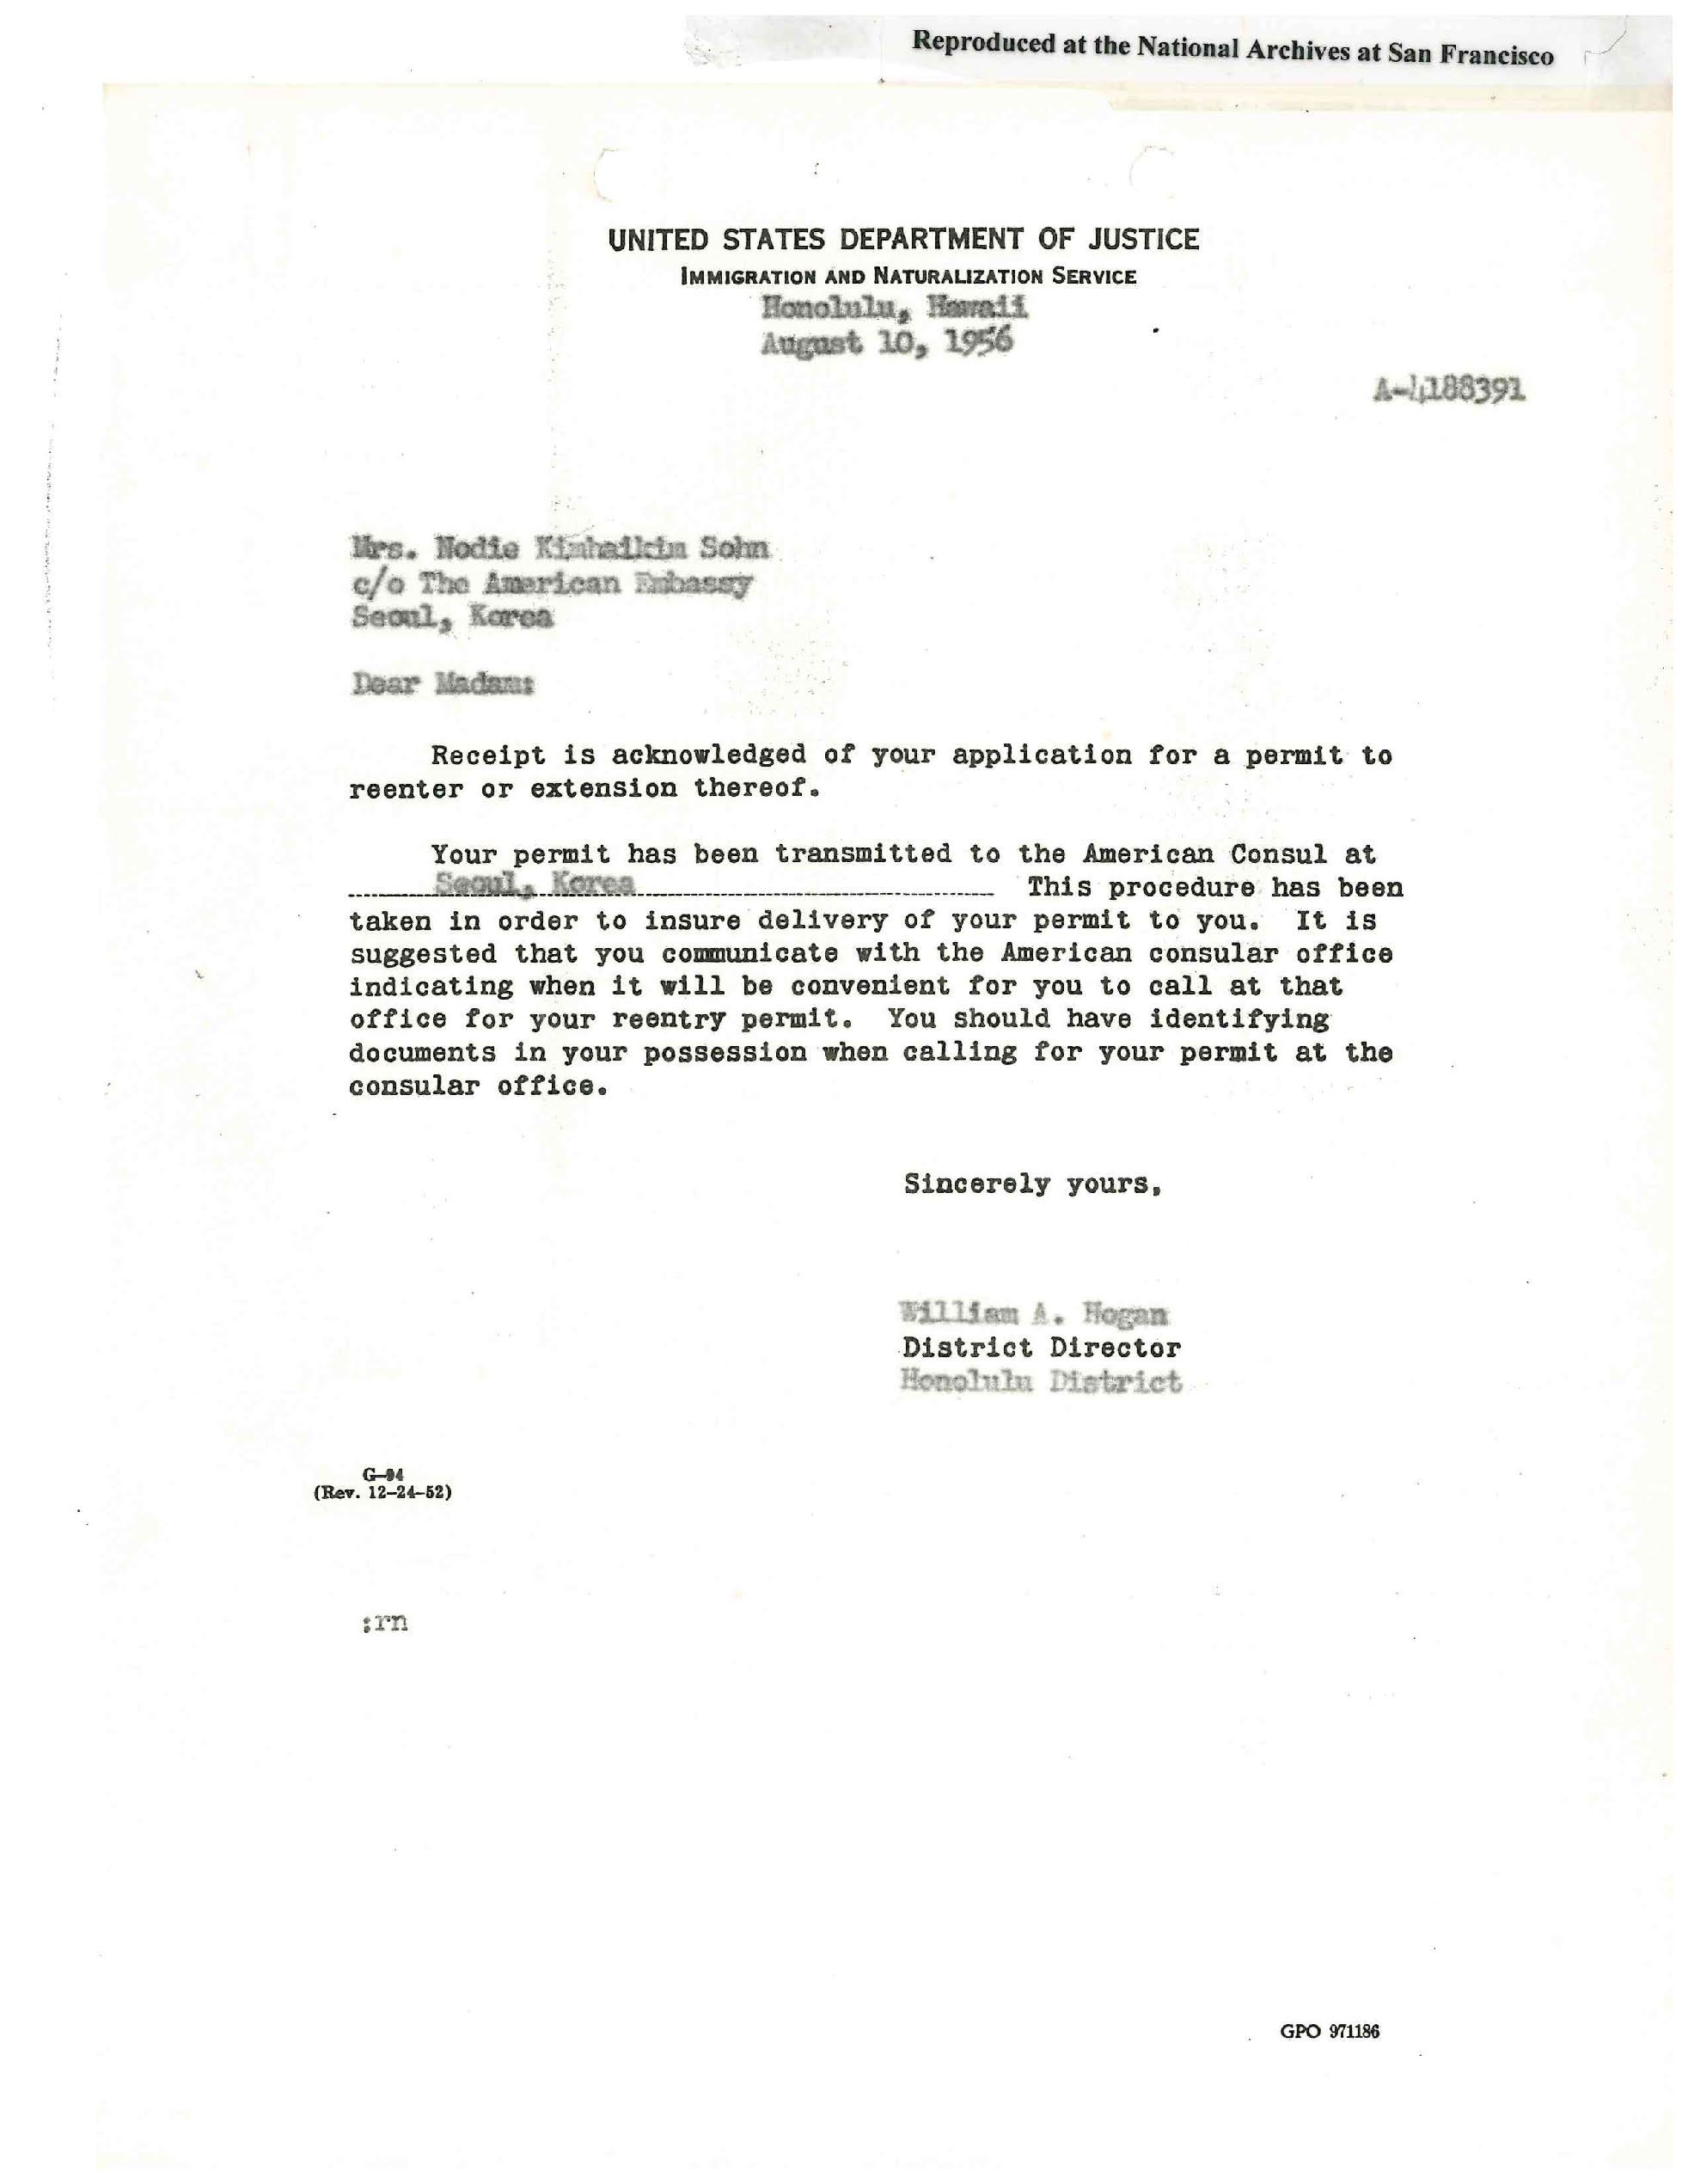 Reproduced at the National Archives at San Francisco
UNITED STATES DEPARTMENT OF JUSTICE
IMMIGRATION AND NATURALIZATION SERVICE
Honolulu, Hawaii
August 10, 1956
A-4188391
Mrs. Nodie Kimhaikim Sohn
c/o The American Embassy
Seoul, Korea
Dear Madam:
Receipt is acknowledged of your application for a permit to
reenter or extension thereof.
Your permit has been transmitted to the American Consul at
Seoul, Korea This procedure has been
taken in order to insure delivery of your permit to you. It is
suggested that you communicate with the American consular office
indicating when it will be convenient for you to call at that
office for your reentry permit. You should have identifying
documents in your possession when calling for your permit at the
consular office.
Sincerely yours,
William A. Hogan
District Director
Honolulu District
G-94
(Rev. 12-24-52)
:rn
GPO 971186